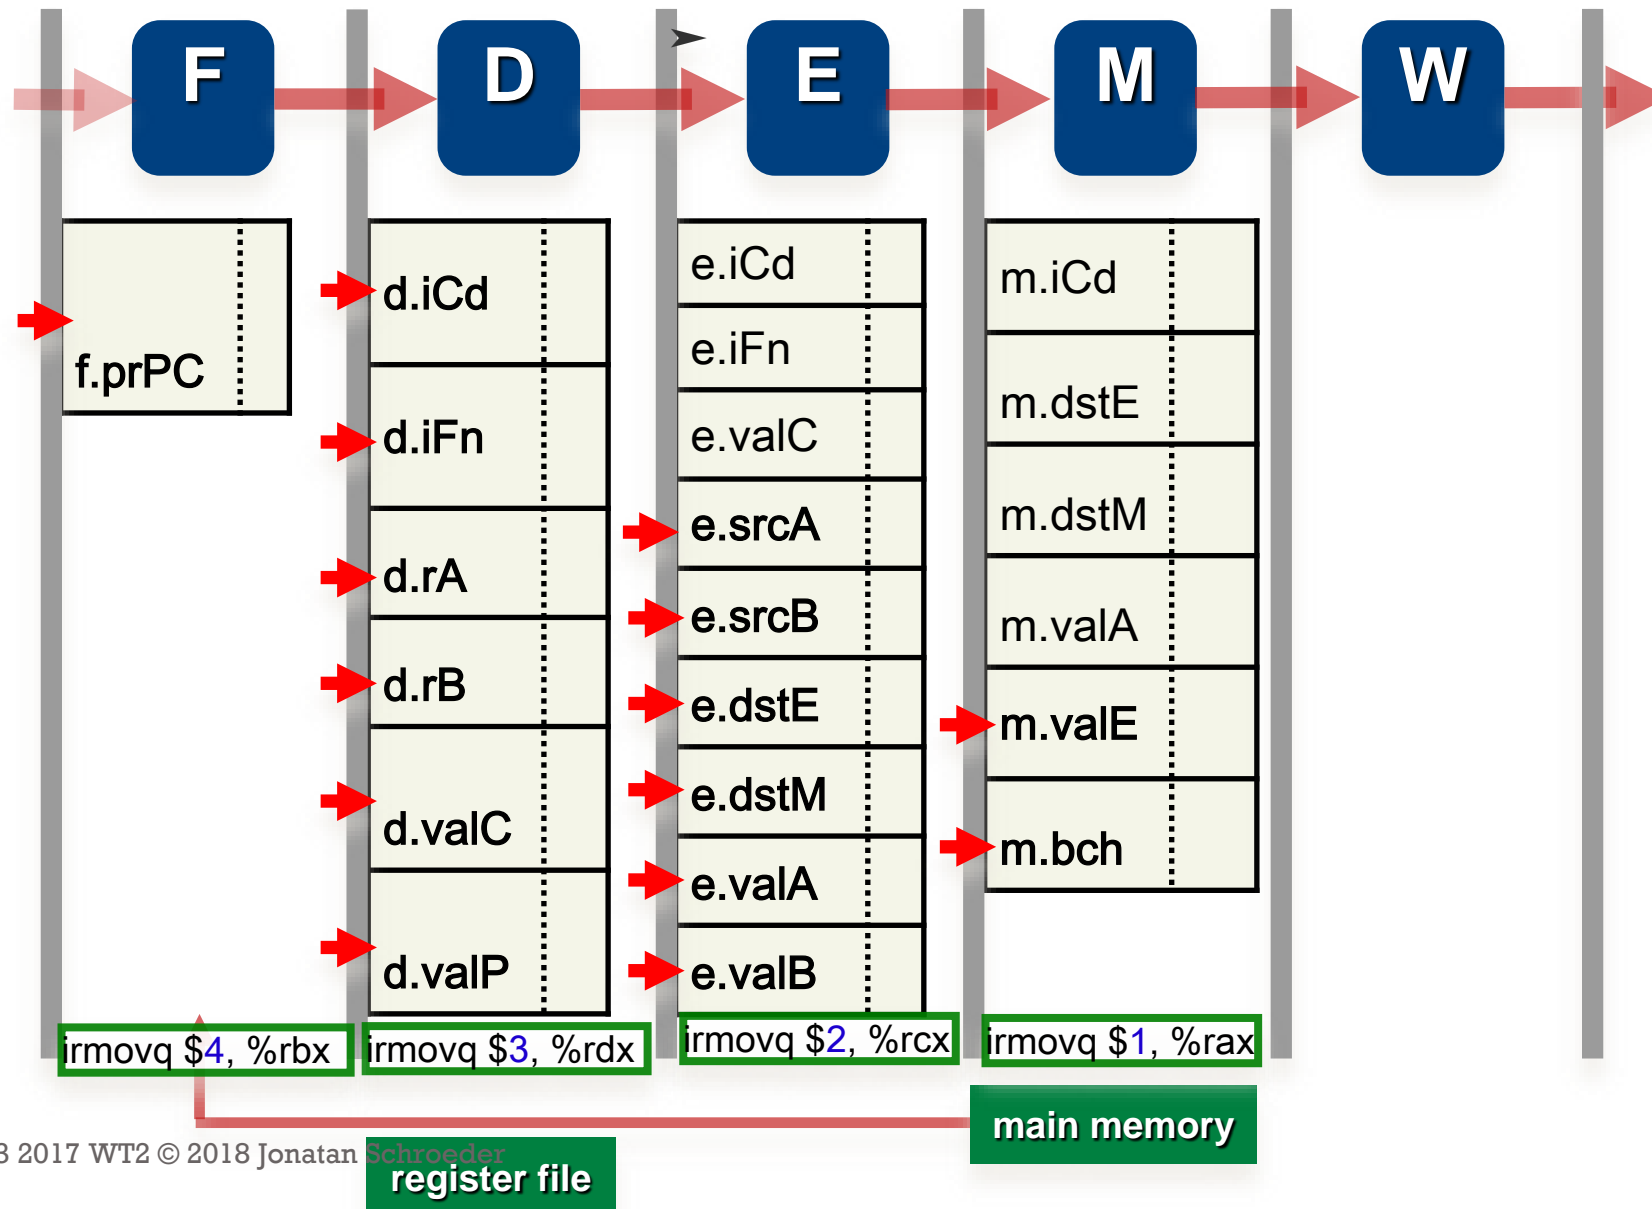 F
D
E
M
W
f.prPC
d.iCd
d.iFn
d.rA
d.rB
d.valC
d.valP
e.iCd
e.iFn
e.valC
e.srcA
e.srcB
e.dstE
e.dstM
e.valA
e.valB
m.iCd
m.dstE
m.dstM
m.valA
m.valE
m.bch
irmovq $4, %rbx
irmovq $3, %rdx
irmovq $2, %rcx
irmovq $1, %rax
main memory
3 2017 WT2 © 2018 Jonatan Schroeder
register file